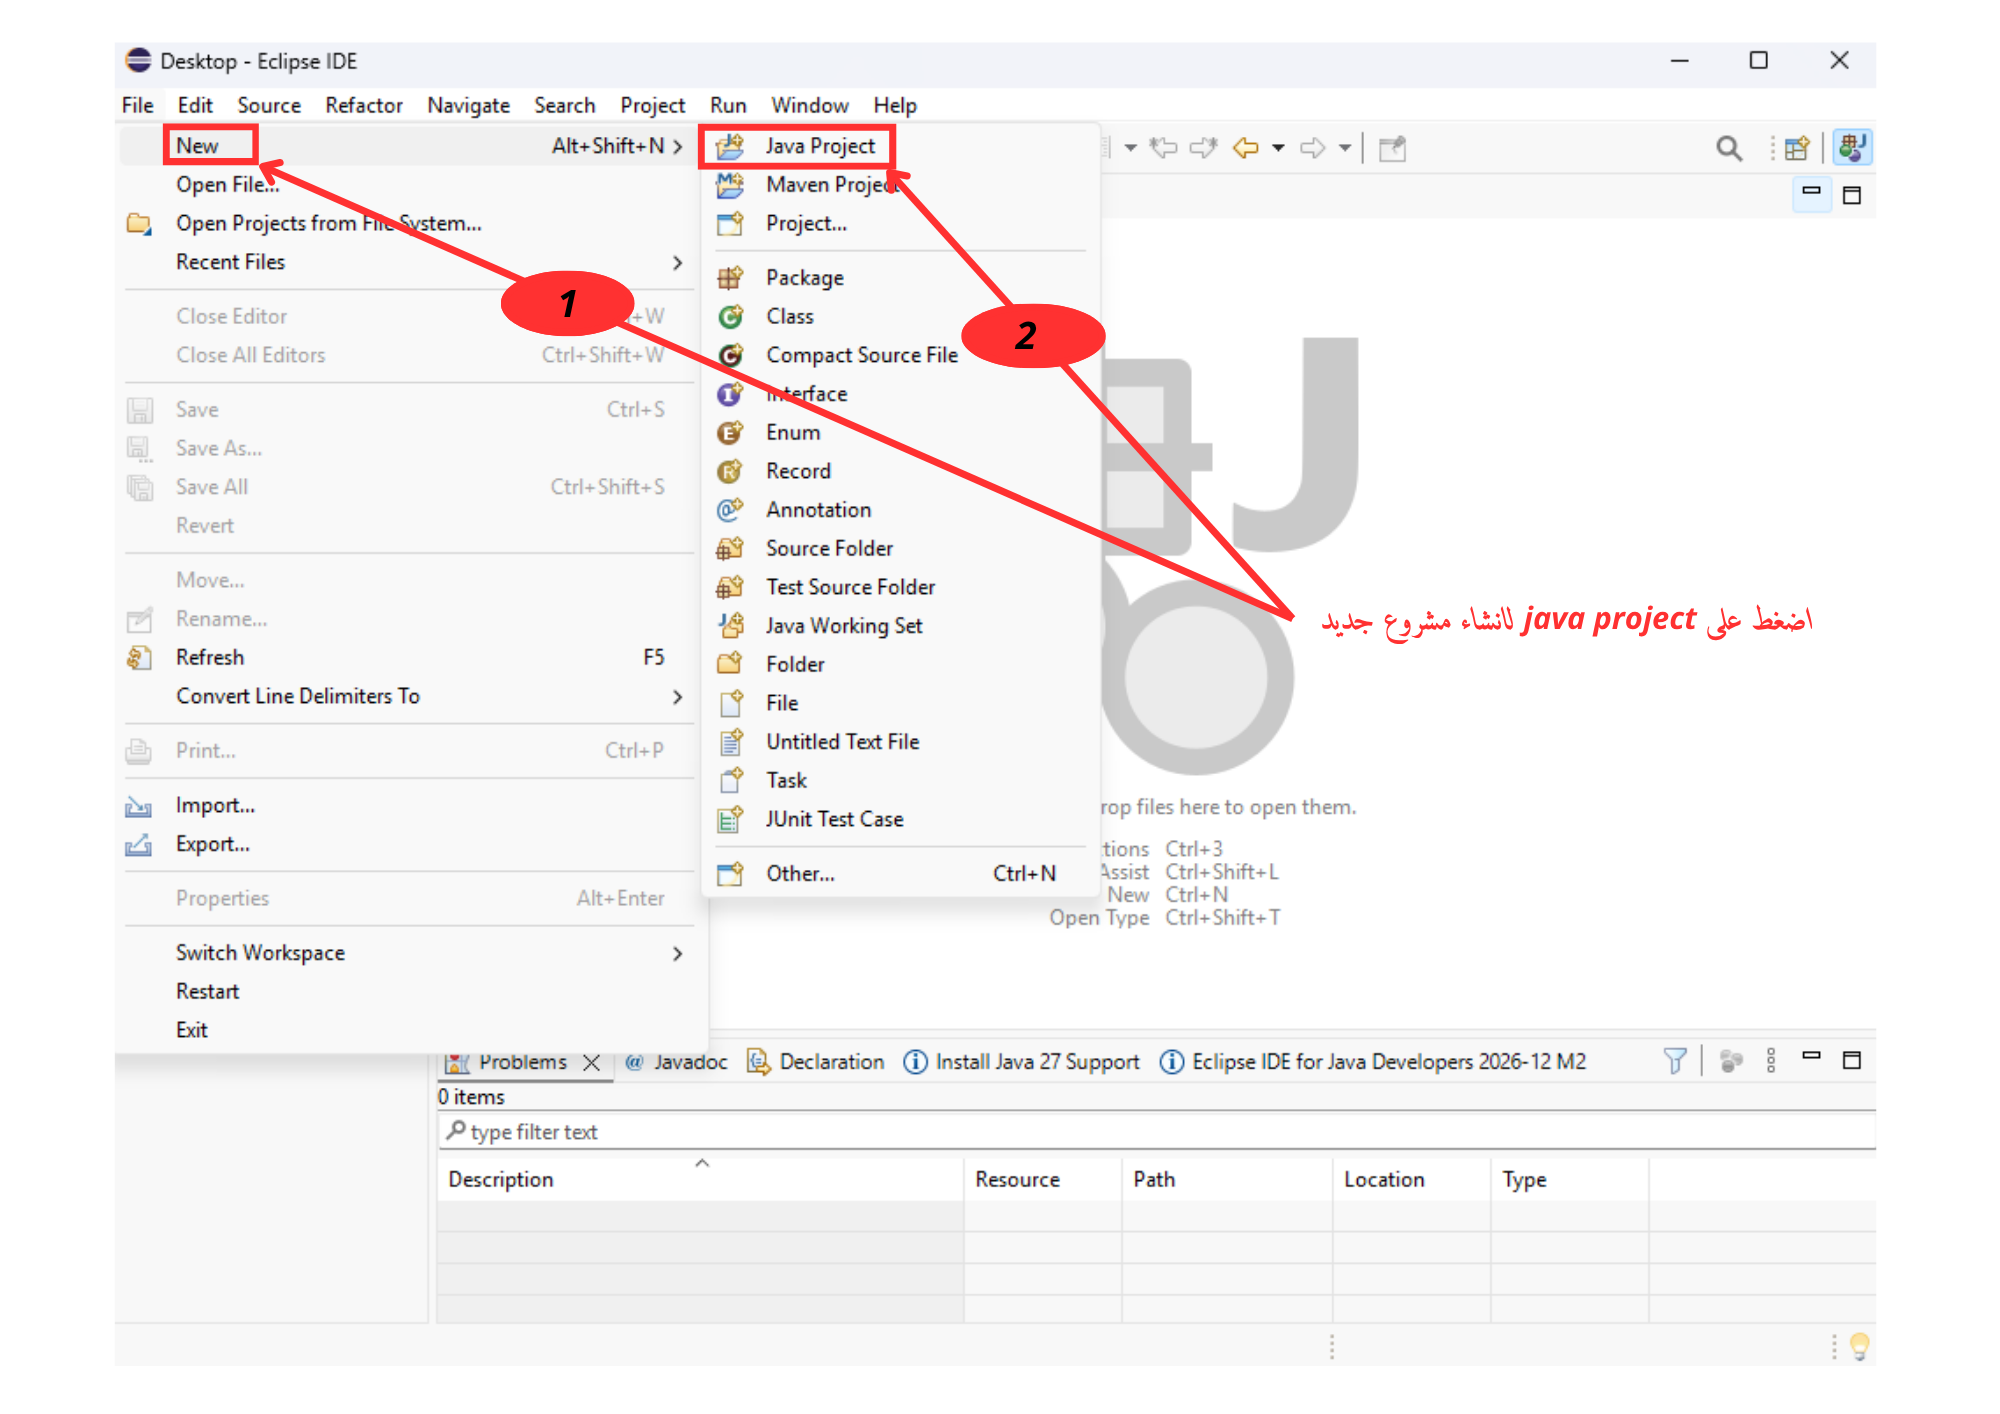 Desktop - Eclipse IDE
File Edit Source Refactor Navigate Search Project Run Window Help
New Alt+Shift+N
Open File...
Open Projects from File System...
Recent Files
Close Editor +W
Close All Editors Ctrl+Shift+W
Save Ctrl+S
Save As...
Save All Ctrl+Shift+S
Revert
Move...
Rename...
Refresh F5
Convert Line Delimiters To
Print... Ctrl+P
Import...
Export...
Properties Alt+Enter
Switch Workspace
Restart
Exit
Java Project
Maven Project
Project...
Package
Class
Compact Source File
Interface
Enum
Record
Annotation
Source Folder
Test Source Folder
Java Working Set
Folder
File
Untitled Text File
Task
JUnit Test Case
Other... Ctrl+N
1
2
اضغط على java project لانشاء مشروع جديد
rop files here to open them.
tions Ctrl+3
Assist Ctrl+Shift+L
New Ctrl+N
Open Type Ctrl+Shift+T
Problems @ Javadoc Declaration Install Java 27 Support Eclipse IDE for Java Developers 2026-12 M2
0 items
type filter text
Description Resource Path Location Type